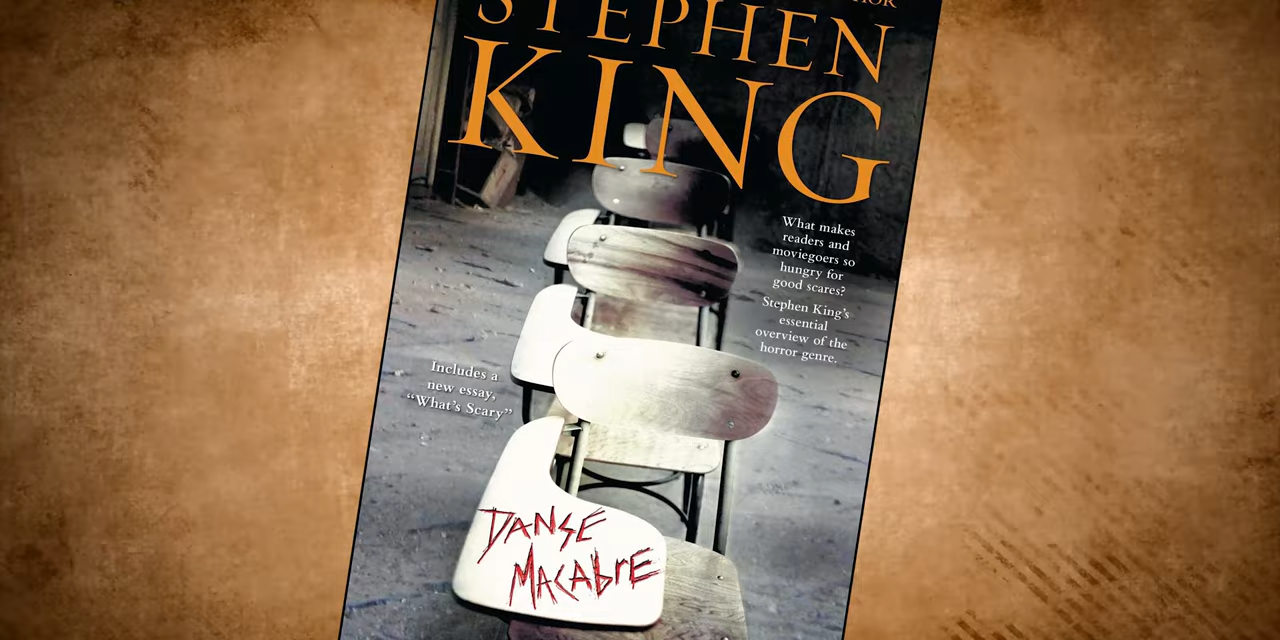 STEPHEN
KING
What makes
readers and
moviegoers so
hungry for
good scares?
Stephen King's
essential
overview of the
horror genre.
Includes a
new essay,
“What's Scary”
DANSE
MACAbrE